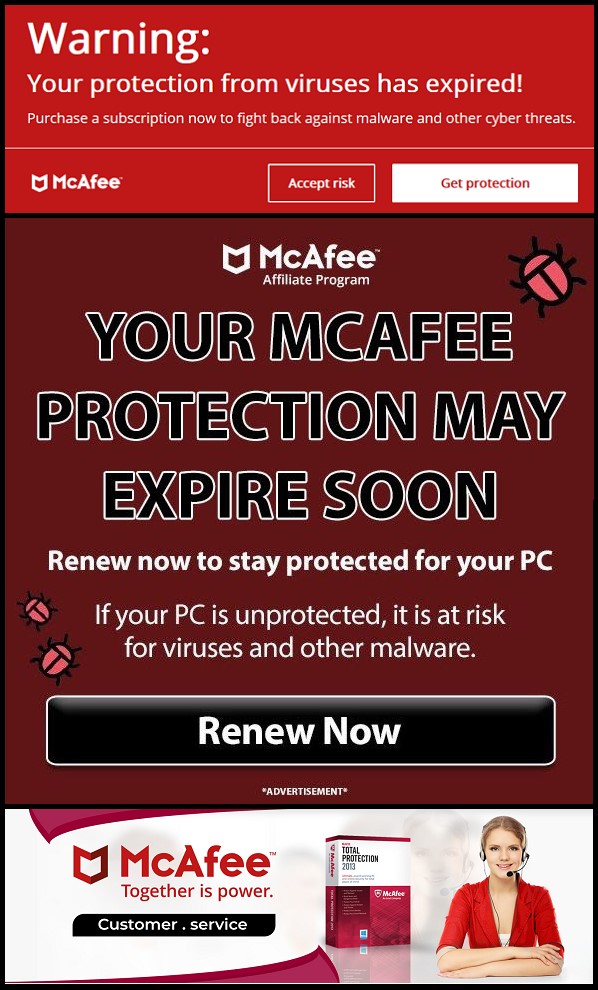 Warning:
Your protection from viruses has expired!
Purchase a subscription now to fight back against malware and other cyber threats.
McAfee™
Accept risk
Get protection
McAfee™
Affiliate Program
YOUR MCAFEE
PROTECTION MAY
EXPIRE SOON
Renew now to stay protected for your PC
If your PC is unprotected, it is at risk
for viruses and other malware.
Renew Now
*ADVERTISEMENT*
McAfee™
Together is power.
Customer . service
TOTAL
PROTECTION
2013
McAfee